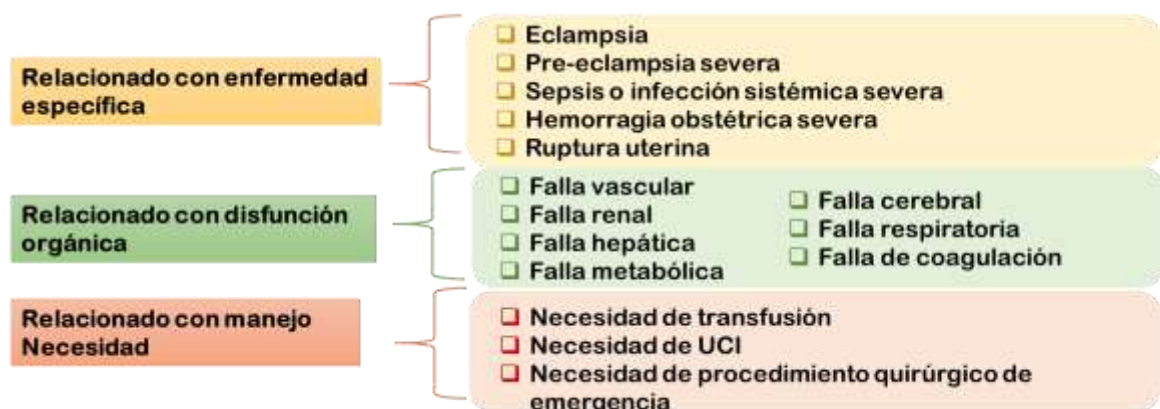 Relacionado con enfermedad
específica
Eclampsia
Pre-eclampsia severa
Sepsis o infección sistémica severa
Hemorragia obstétrica severa
Ruptura uterina
Relacionado con disfunción
orgánica
Falla vascular
Falla renal
Falla hepática
Falla metabólica
Falla cerebral
Falla respiratoria
Falla de coagulación
Relacionado con manejo
Necesidad
Necesidad de transfusión
Necesidad de UCI
Necesidad de procedimiento quirúrgico de
emergencia